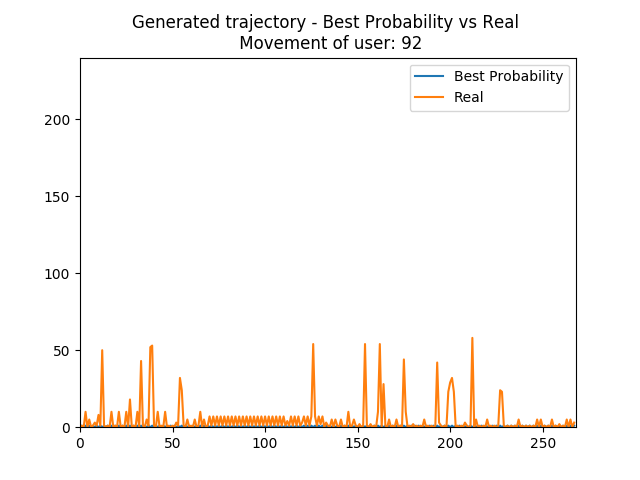 Generated trajectory - Best Probability vs Real
Movement of user: 92
Best Probability
Real
200
150
100
50
0
0 50 100 150 200 250